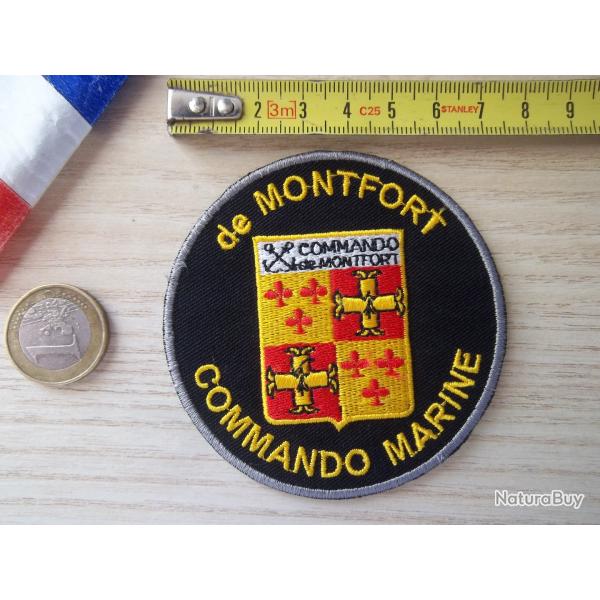 2 3m 3 4 C25 5 6 STANLEY 7 8 9
de MONTFORT
COMMANDO
de MONTFORT
COMMANDO MARINE
1
NaturaBuy